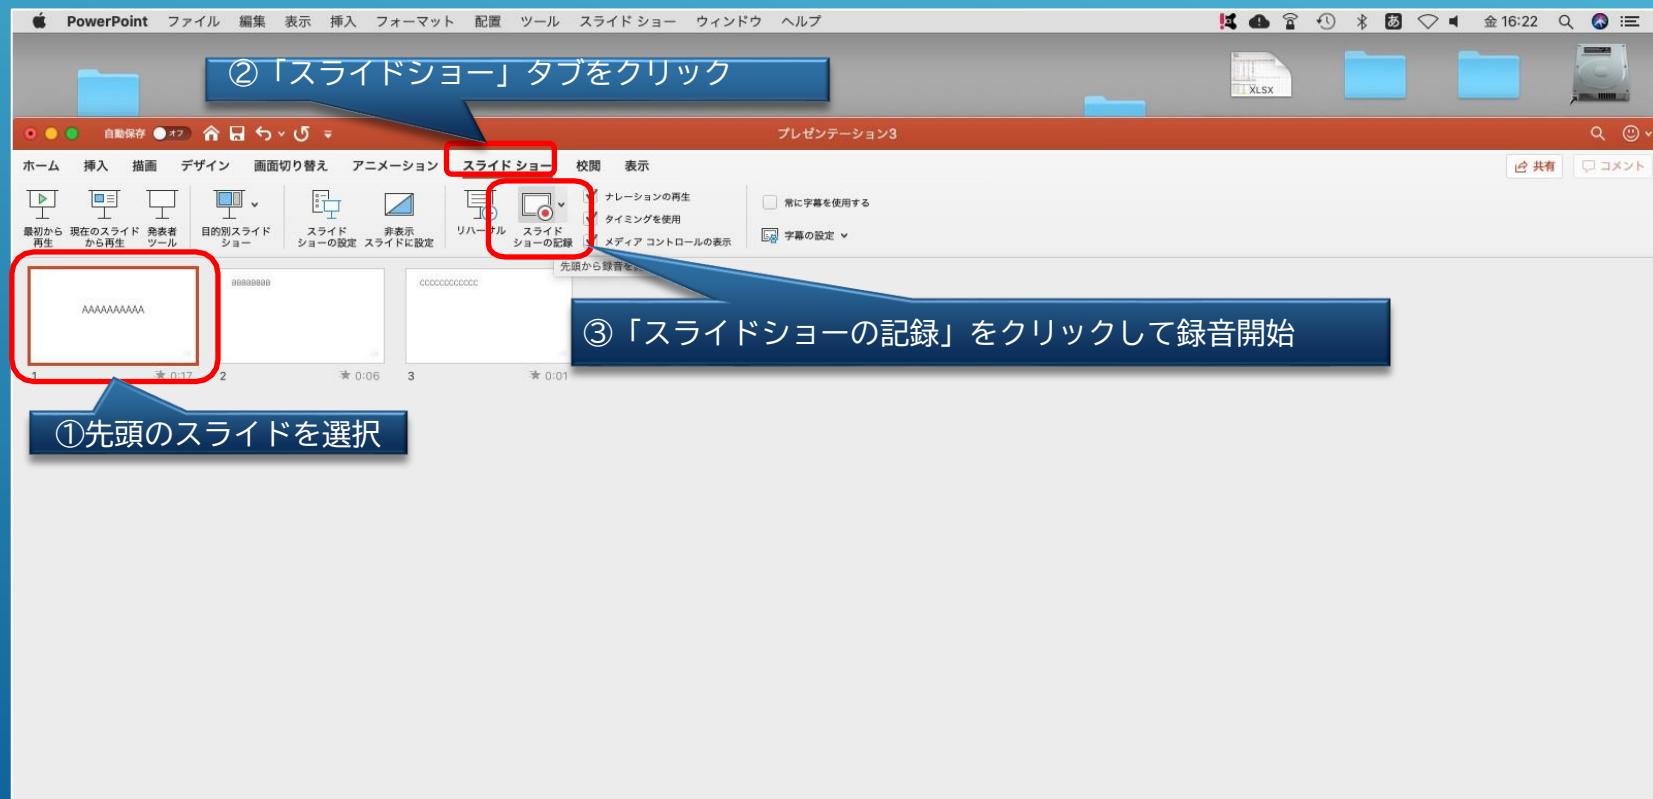 PowerPoint ファイル 編集 表示 挿入 フォーマット 配置 ツール スライド ショー ウィンドウ ヘルプ
あ 金 16:22
②「スライドショー」タブをクリック
XLSX
自動保存 オフ プレゼンテーション3
ホーム 挿入 描画 デザイン 画面切り替え アニメーション スライド ショー 校閲 表示 共有 コメント
最初から
再生
現在のスライド
から再生
発表者
ツール
目的別スライド
ショー
スライド
ショーの設定
非表示
スライドに設定
リハーサル
スライド
ショーの記録
ナレーションの再生
タイミングを使用
メディア コントロールの表示
常に字幕を使用する
字幕の設定
先頭から録音を
AAAAAAAAAA
BBBBBBBB
CCCCCCCCCCCC
③「スライドショーの記録」をクリックして録音開始
1 0:17 2 0:06 3 0:01
①先頭のスライドを選択